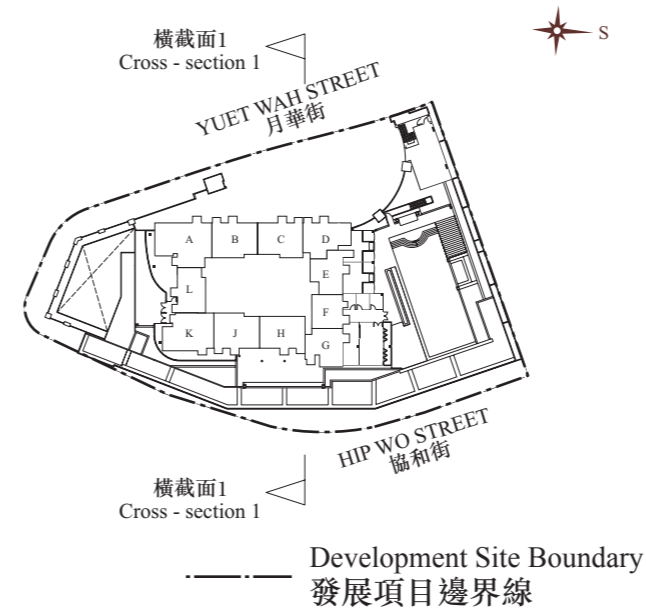 橫截面1
Cross - section 1
S
YUET WAH STREET
月華街
A
B
C
D
E
L
F
K
J
H
G
HIP WO STREET
協和街
橫截面1
Cross - section 1
Development Site Boundary
發展項目邊界線